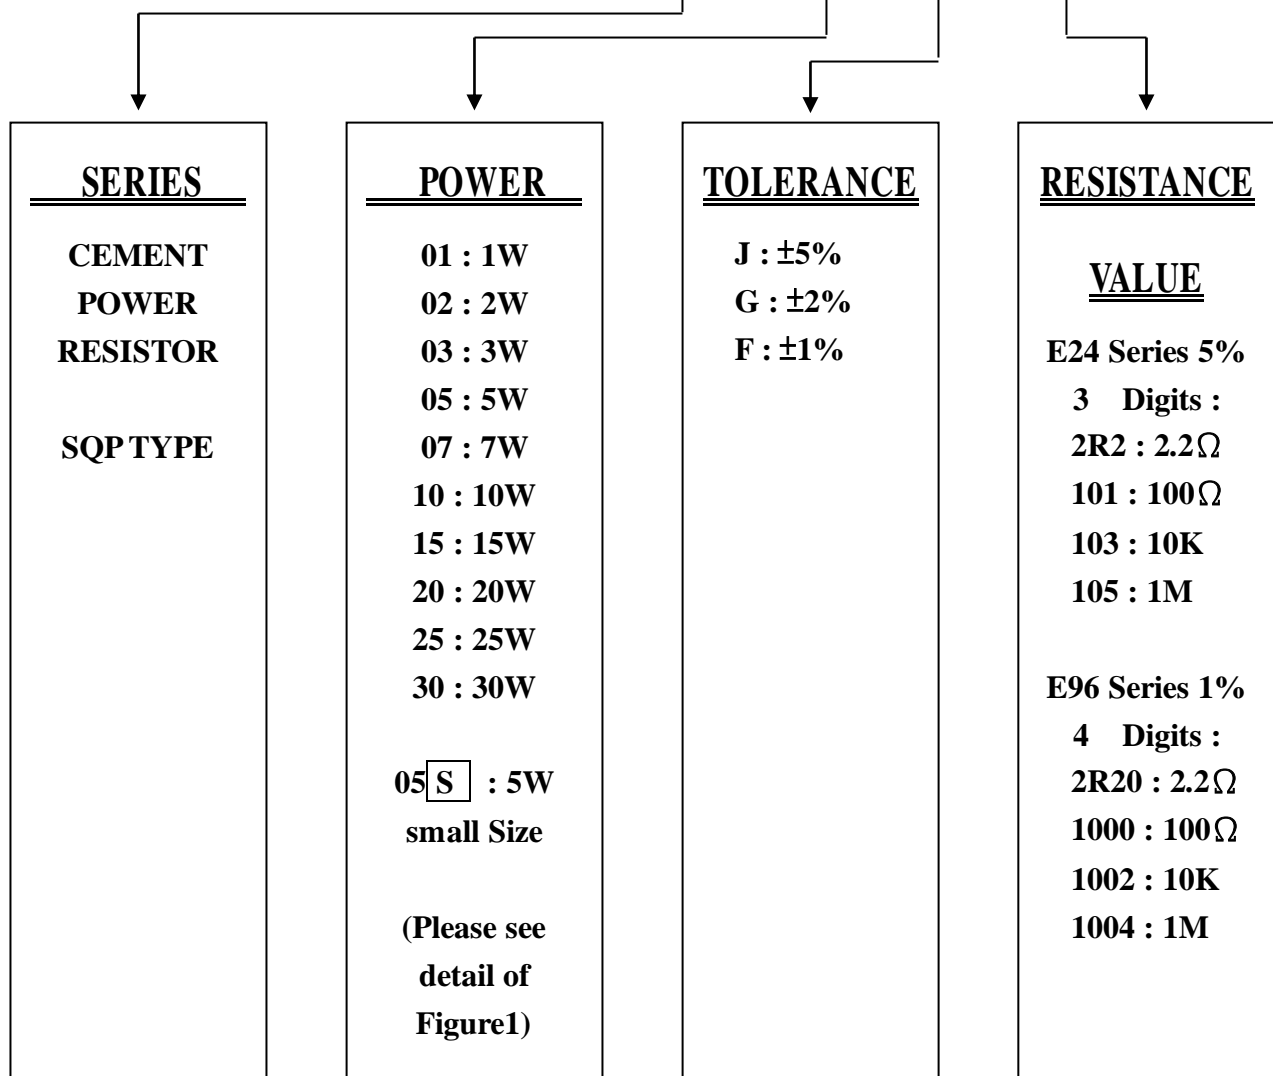 SERIES
CEMENT
POWER
RESISTOR
SQP TYPE
POWER
01 : 1W
02 : 2W
03 : 3W
05 : 5W
07 : 7W
10 : 10W
15 : 15W
20 : 20W
25 : 25W
30 : 30W
05 S : 5W
small Size
(Please see
detail of
Figure1)
TOLERANCE
J : ±5%
G : ±2%
F : ±1%
RESISTANCE
VALUE
E24 Series 5%
3 Digits :
2R2 : 2.2Ω
101 : 100Ω
103 : 10K
105 : 1M
E96 Series 1%
4 Digits :
2R20 : 2.2Ω
1000 : 100Ω
1002 : 10K
1004 : 1M